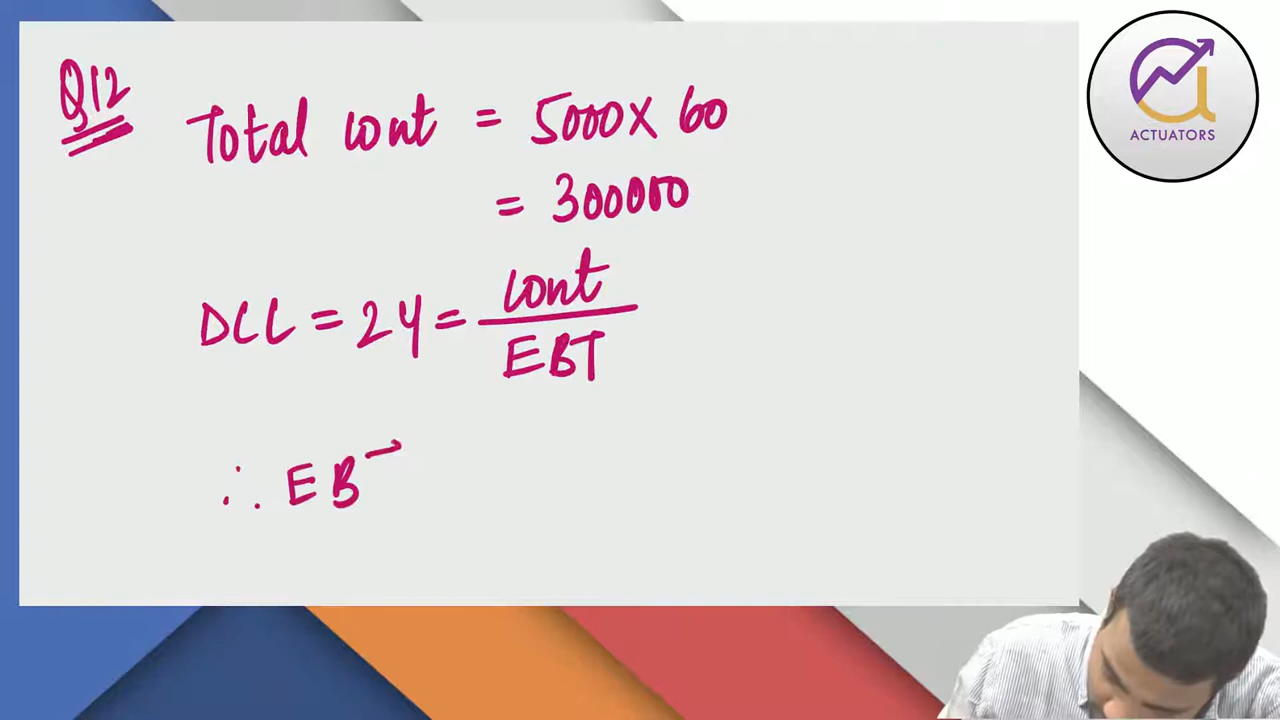 Q12
Total cont = 5000 x 60
= 300000
DCL = 24 = cont
EBT
∴ EB
ACTUATORS